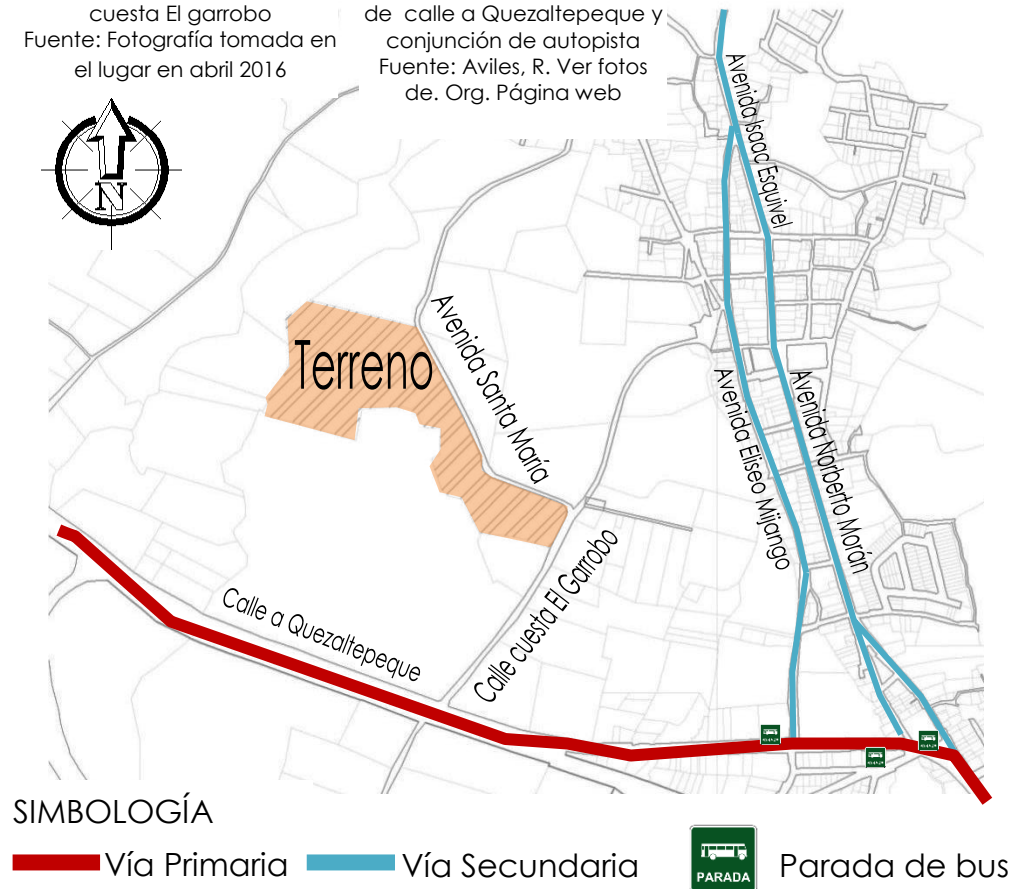 cuesta El garrobo
Fuente: Fotografía tomada en
el lugar en abril 2016
de calle a Quezaltepeque y
conjunción de autopista
Fuente: Aviles, R. Ver fotos
de. Org. Página web
N
Avenida Isaac Esquivel
Terreno
Avenida Santa María
Avenida Eliseo Mijango
Avenida Norberto Morán
Calle a Quezaltepeque
Calle cuesta El Garrobo
SIMBOLOGÍA
Vía Primaria
Vía Secundaria
PARADA
Parada de bus